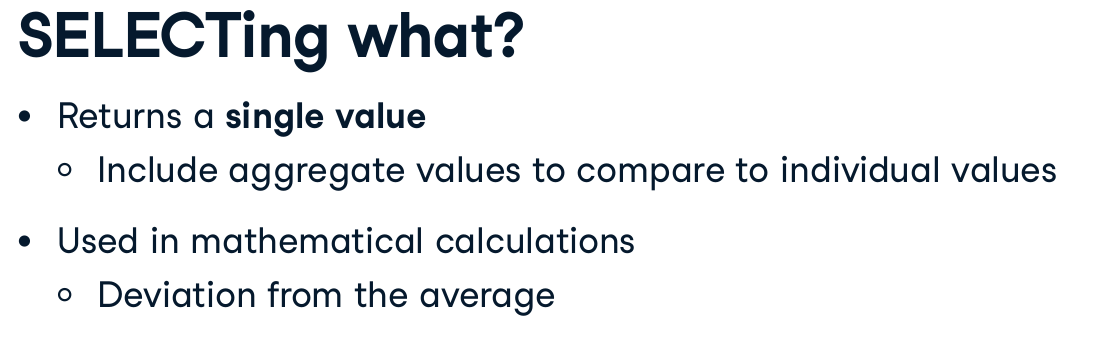 SELECTing what?
• Returns a single value
◦ Include aggregate values to compare to individual values
• Used in mathematical calculations
◦ Deviation from the average